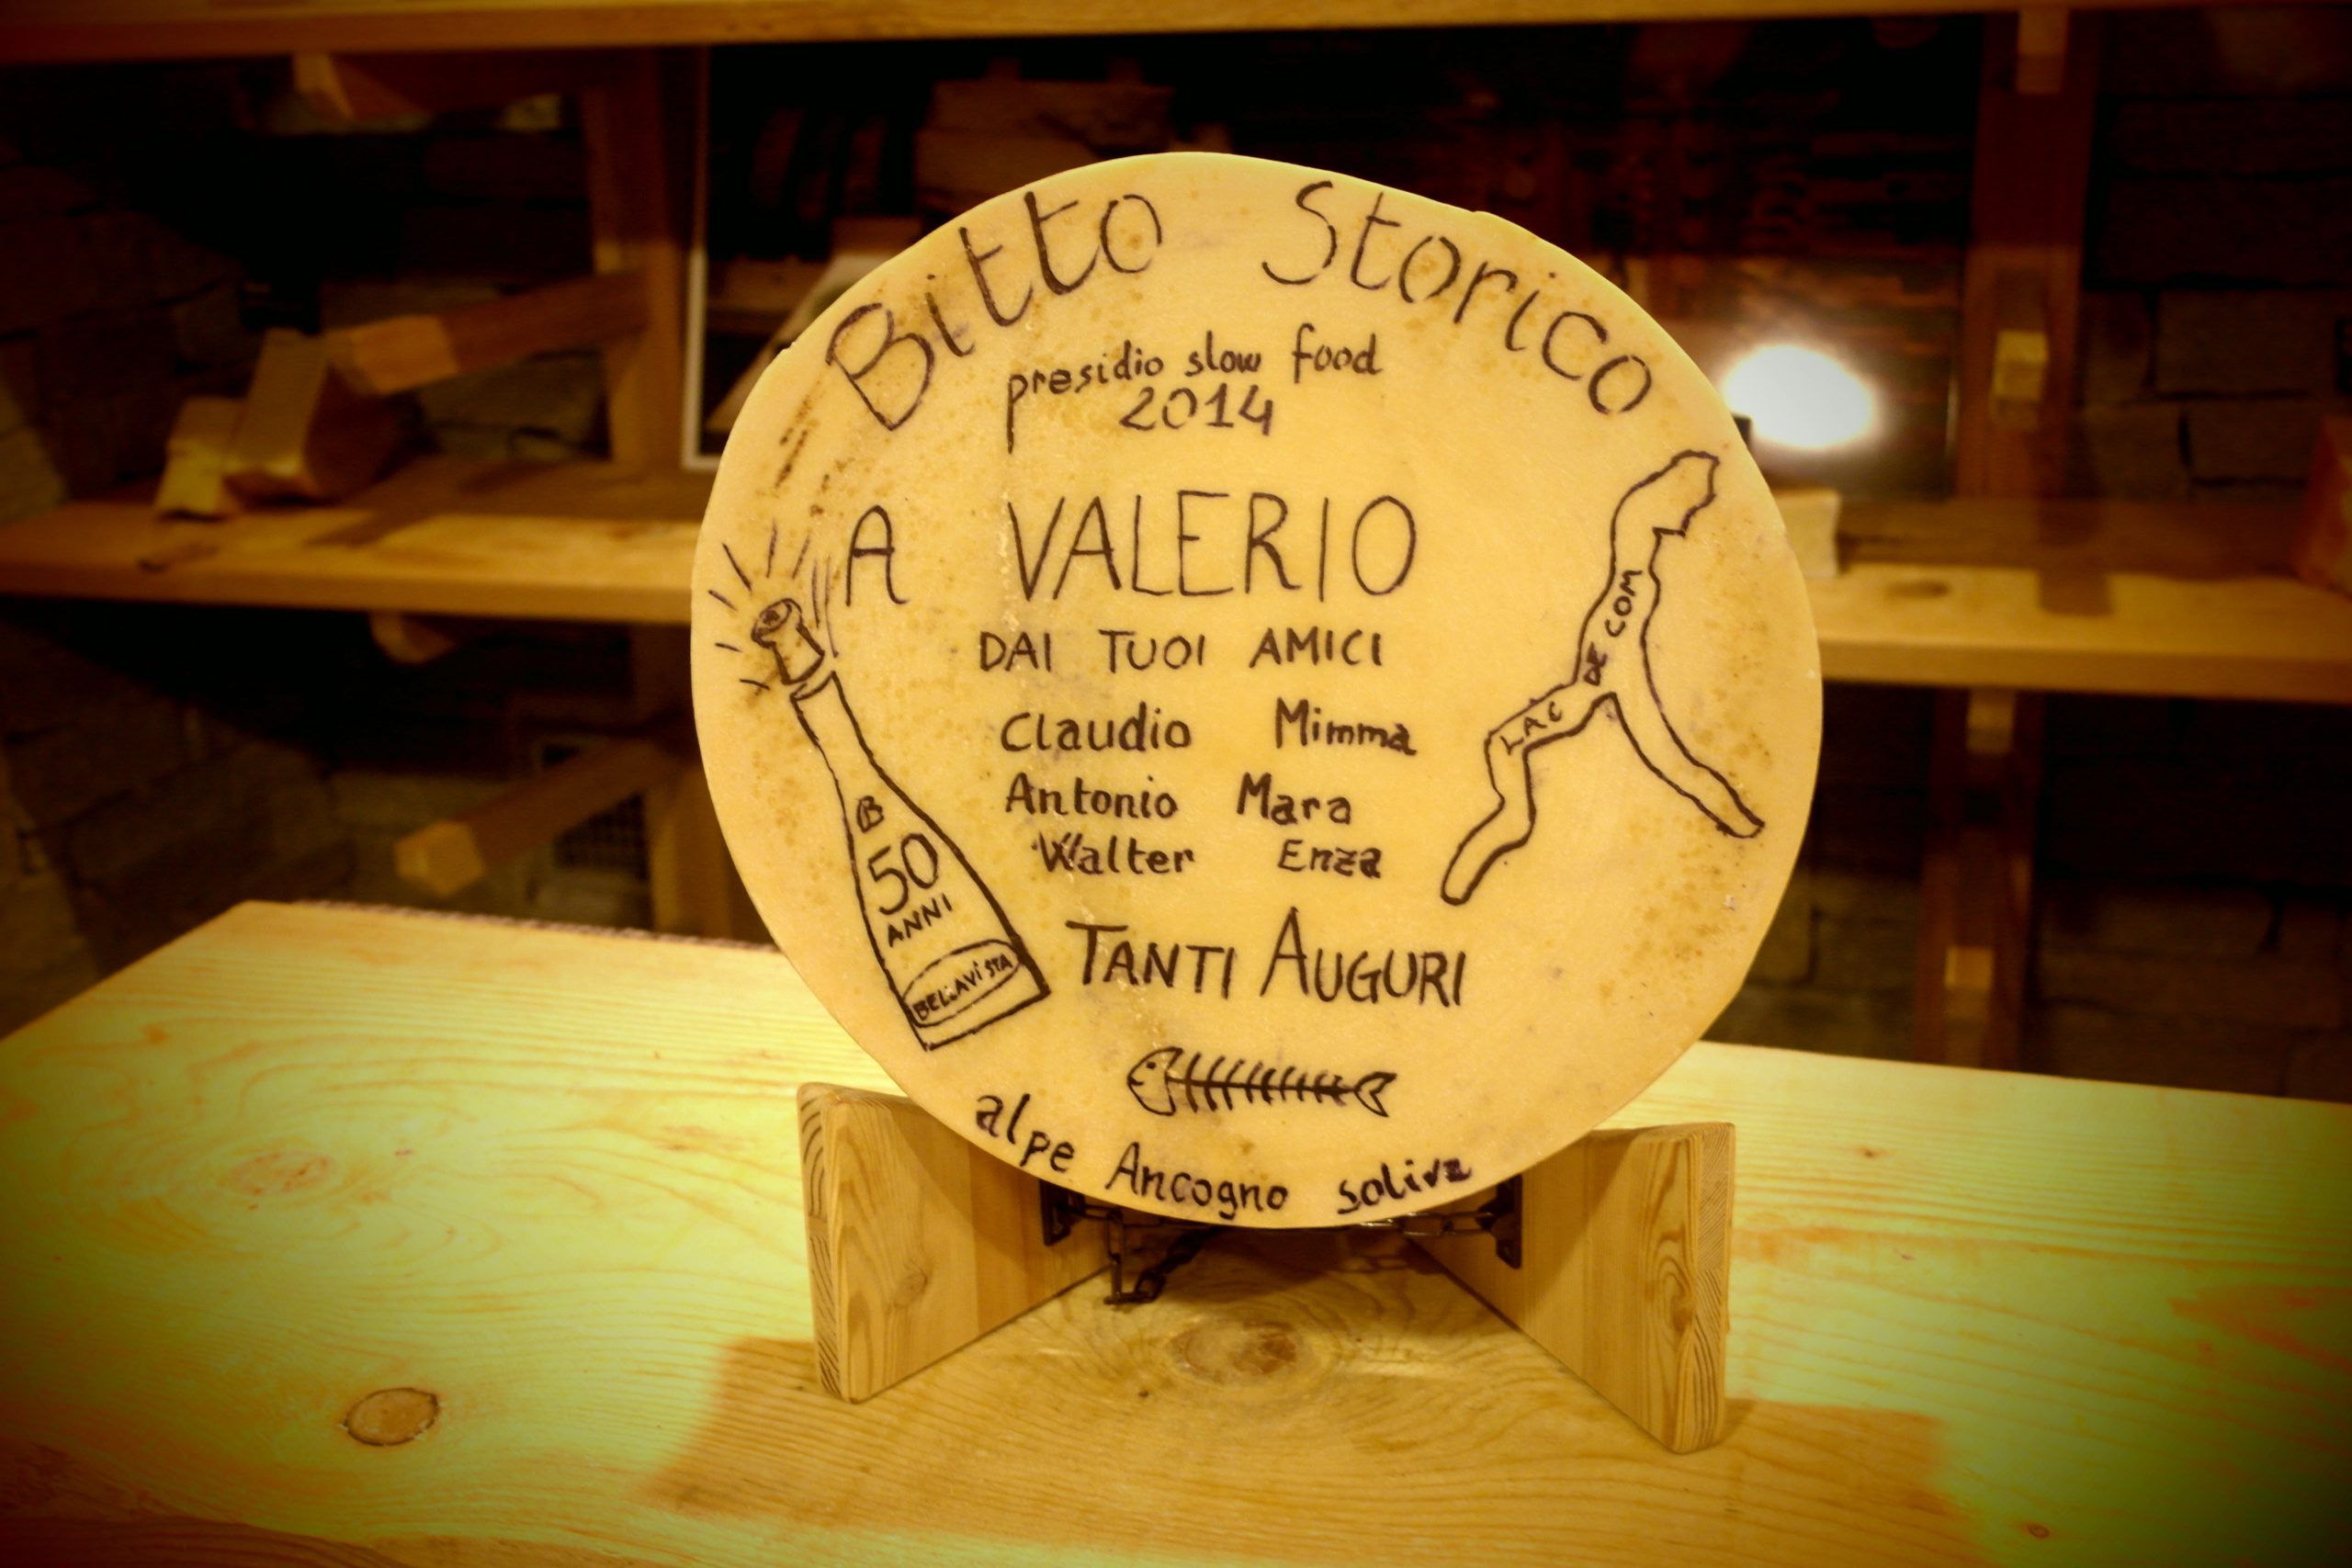 Bitto Storico
presidio slow food
2014
A VALERIO
DAI TUOI AMICI
Claudio Mimma
Antonio Mara
Walter Enza
TANTI AUGURI
B
50
ANNI
BELLAVISTA
LAC DE COM
alpe Ancogno soliva